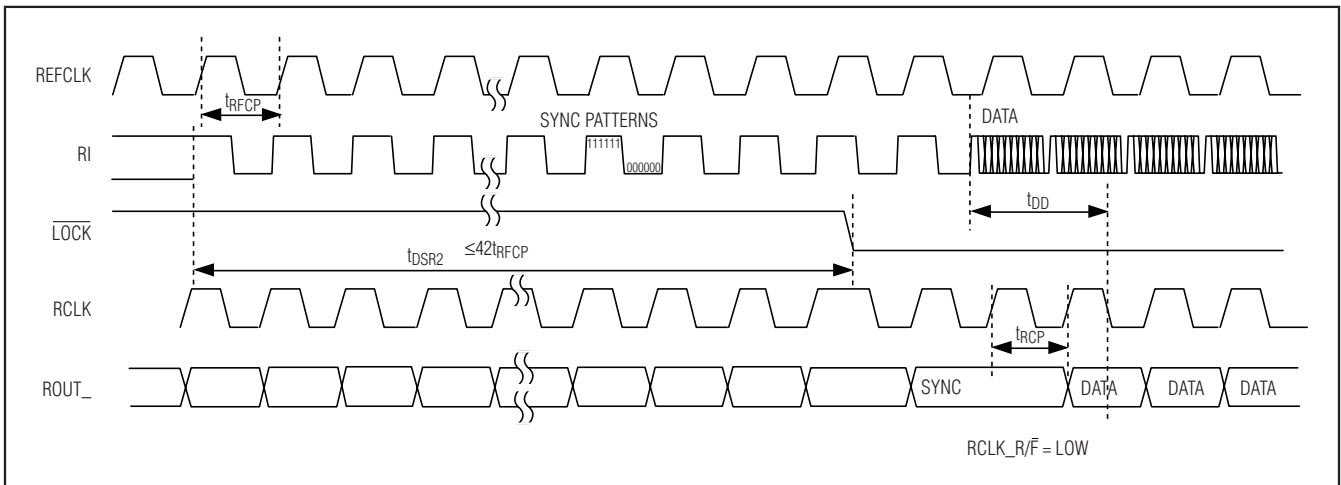 REFCLK
tRFCP
SYNC PATTERNS
DATA
RI
111111
000000
tDD
LOCK
tDSR2 ≤42tRFCP
RCLK
tRCP
ROUT_
SYNC
DATA
DATA
DATA
RCLK_R/F̅ = LOW